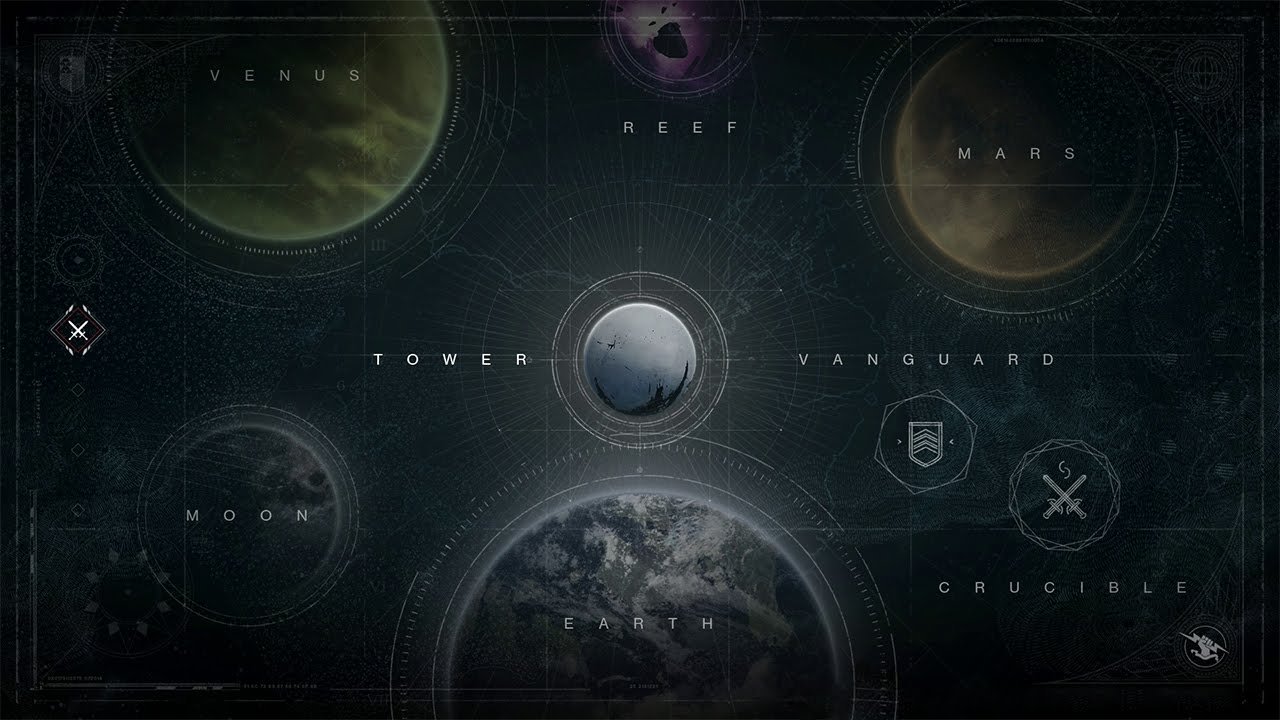 VENUS
REEF
MARS
TOWER
VANGUARD
MOON
CRUCIBLE
EARTH